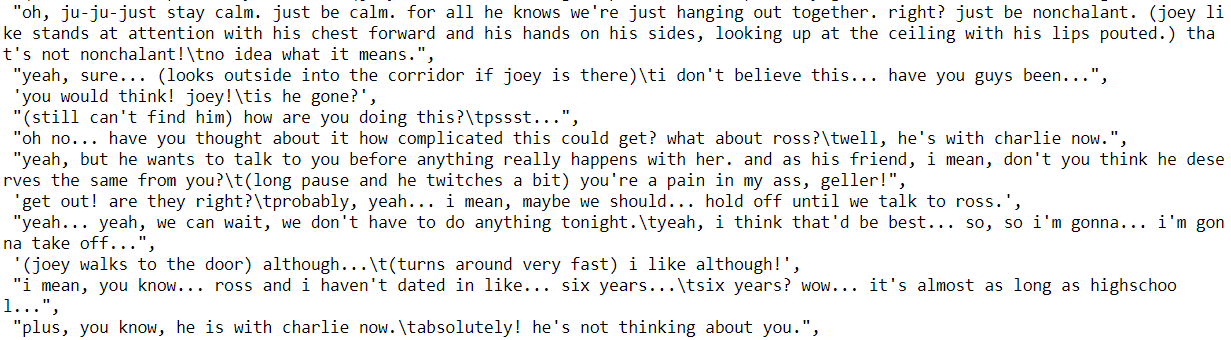 "oh, ju-ju-just stay calm. just be calm. for all he knows we're just hanging out together. right? just be nonchalant. (joey li
ke stands at attention with his chest forward and his hands on his sides, looking up at the ceiling with his lips pouted.) tha
t's not nonchalant!\tno idea what it means.",
"yeah, sure... (looks outside into the corridor if joey is there)\ti don't believe this... have you guys been...",
'you would think! joey!\tis he gone?',
"(still can't find him) how are you doing this?\tpssst...",
"oh no... have you thought about it how complicated this could get? what about ross?\twell, he's with charlie now.",
"yeah, but he wants to talk to you before anything really happens with her. and as his friend, i mean, don't you think he dese
rves the same from you?\t(long pause and he twitches a bit) you're a pain in my ass, geller!",
'get out! are they right?\tprobably, yeah... i mean, maybe we should... hold off until we talk to ross.',
"yeah... yeah, we can wait, we don't have to do anything tonight.\tyeah, i think that'd be best... so, so i'm gonna... i'm gon
na take off...",
'(joey walks to the door) although...\t(turns around very fast) i like although!',
"i mean, you know... ross and i haven't dated in like... six years...\tsix years? wow... it's almost as long as highschoo
l...",
"plus, you know, he is with charlie now.\tabsolutely! he's not thinking about you.",